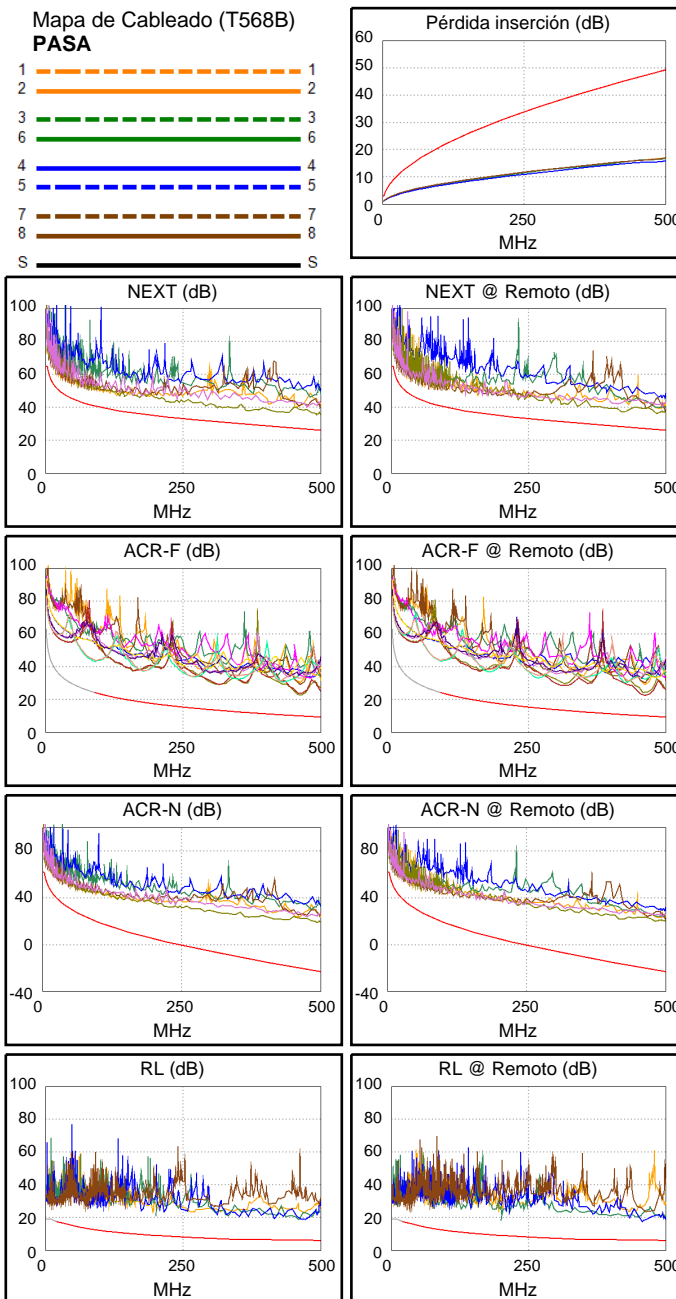 Mapa de Cableado (T568B)
PASA
1 1
2 2
3 3
6 6
4 4
5 5
7 7
8 8
S S
Pérdida inserción (dB)
60
50
40
30
20
10
0
0 250 500
MHz
NEXT (dB)
100
80
60
40
20
0
0 250 500
MHz
NEXT @ Remoto (dB)
100
80
60
40
20
0
0 250 500
MHz
ACR-F (dB)
100
80
60
40
20
0
0 250 500
MHz
ACR-F @ Remoto (dB)
100
80
60
40
20
0
0 250 500
MHz
ACR-N (dB)
80
40
0
-40
0 250 500
MHz
ACR-N @ Remoto (dB)
80
40
0
-40
0 250 500
MHz
RL (dB)
100
80
60
40
20
0
0 250 500
MHz
RL @ Remoto (dB)
100
80
60
40
20
0
0 250 500
MHz